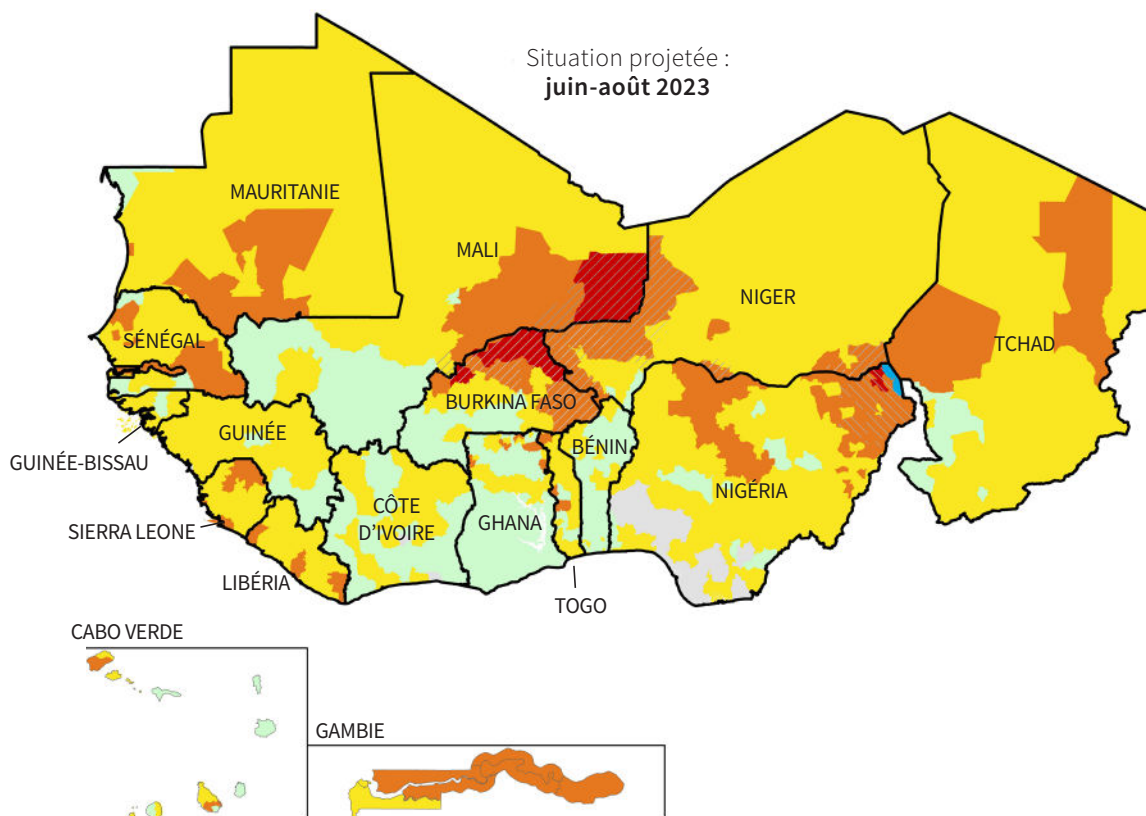 Situation projetée :
juin-août 2023
MAURITANIE
MALI
NIGER
TCHAD
SÉNÉGAL
BURKINA FASO
GUINÉE
BÉNIN
GUINÉE-BISSAU
NIGÉRIA
CÔTE
D'IVOIRE
GHANA
SIERRA LEONE
LIBÉRIA
TOGO
CABO VERDE
GAMBIE